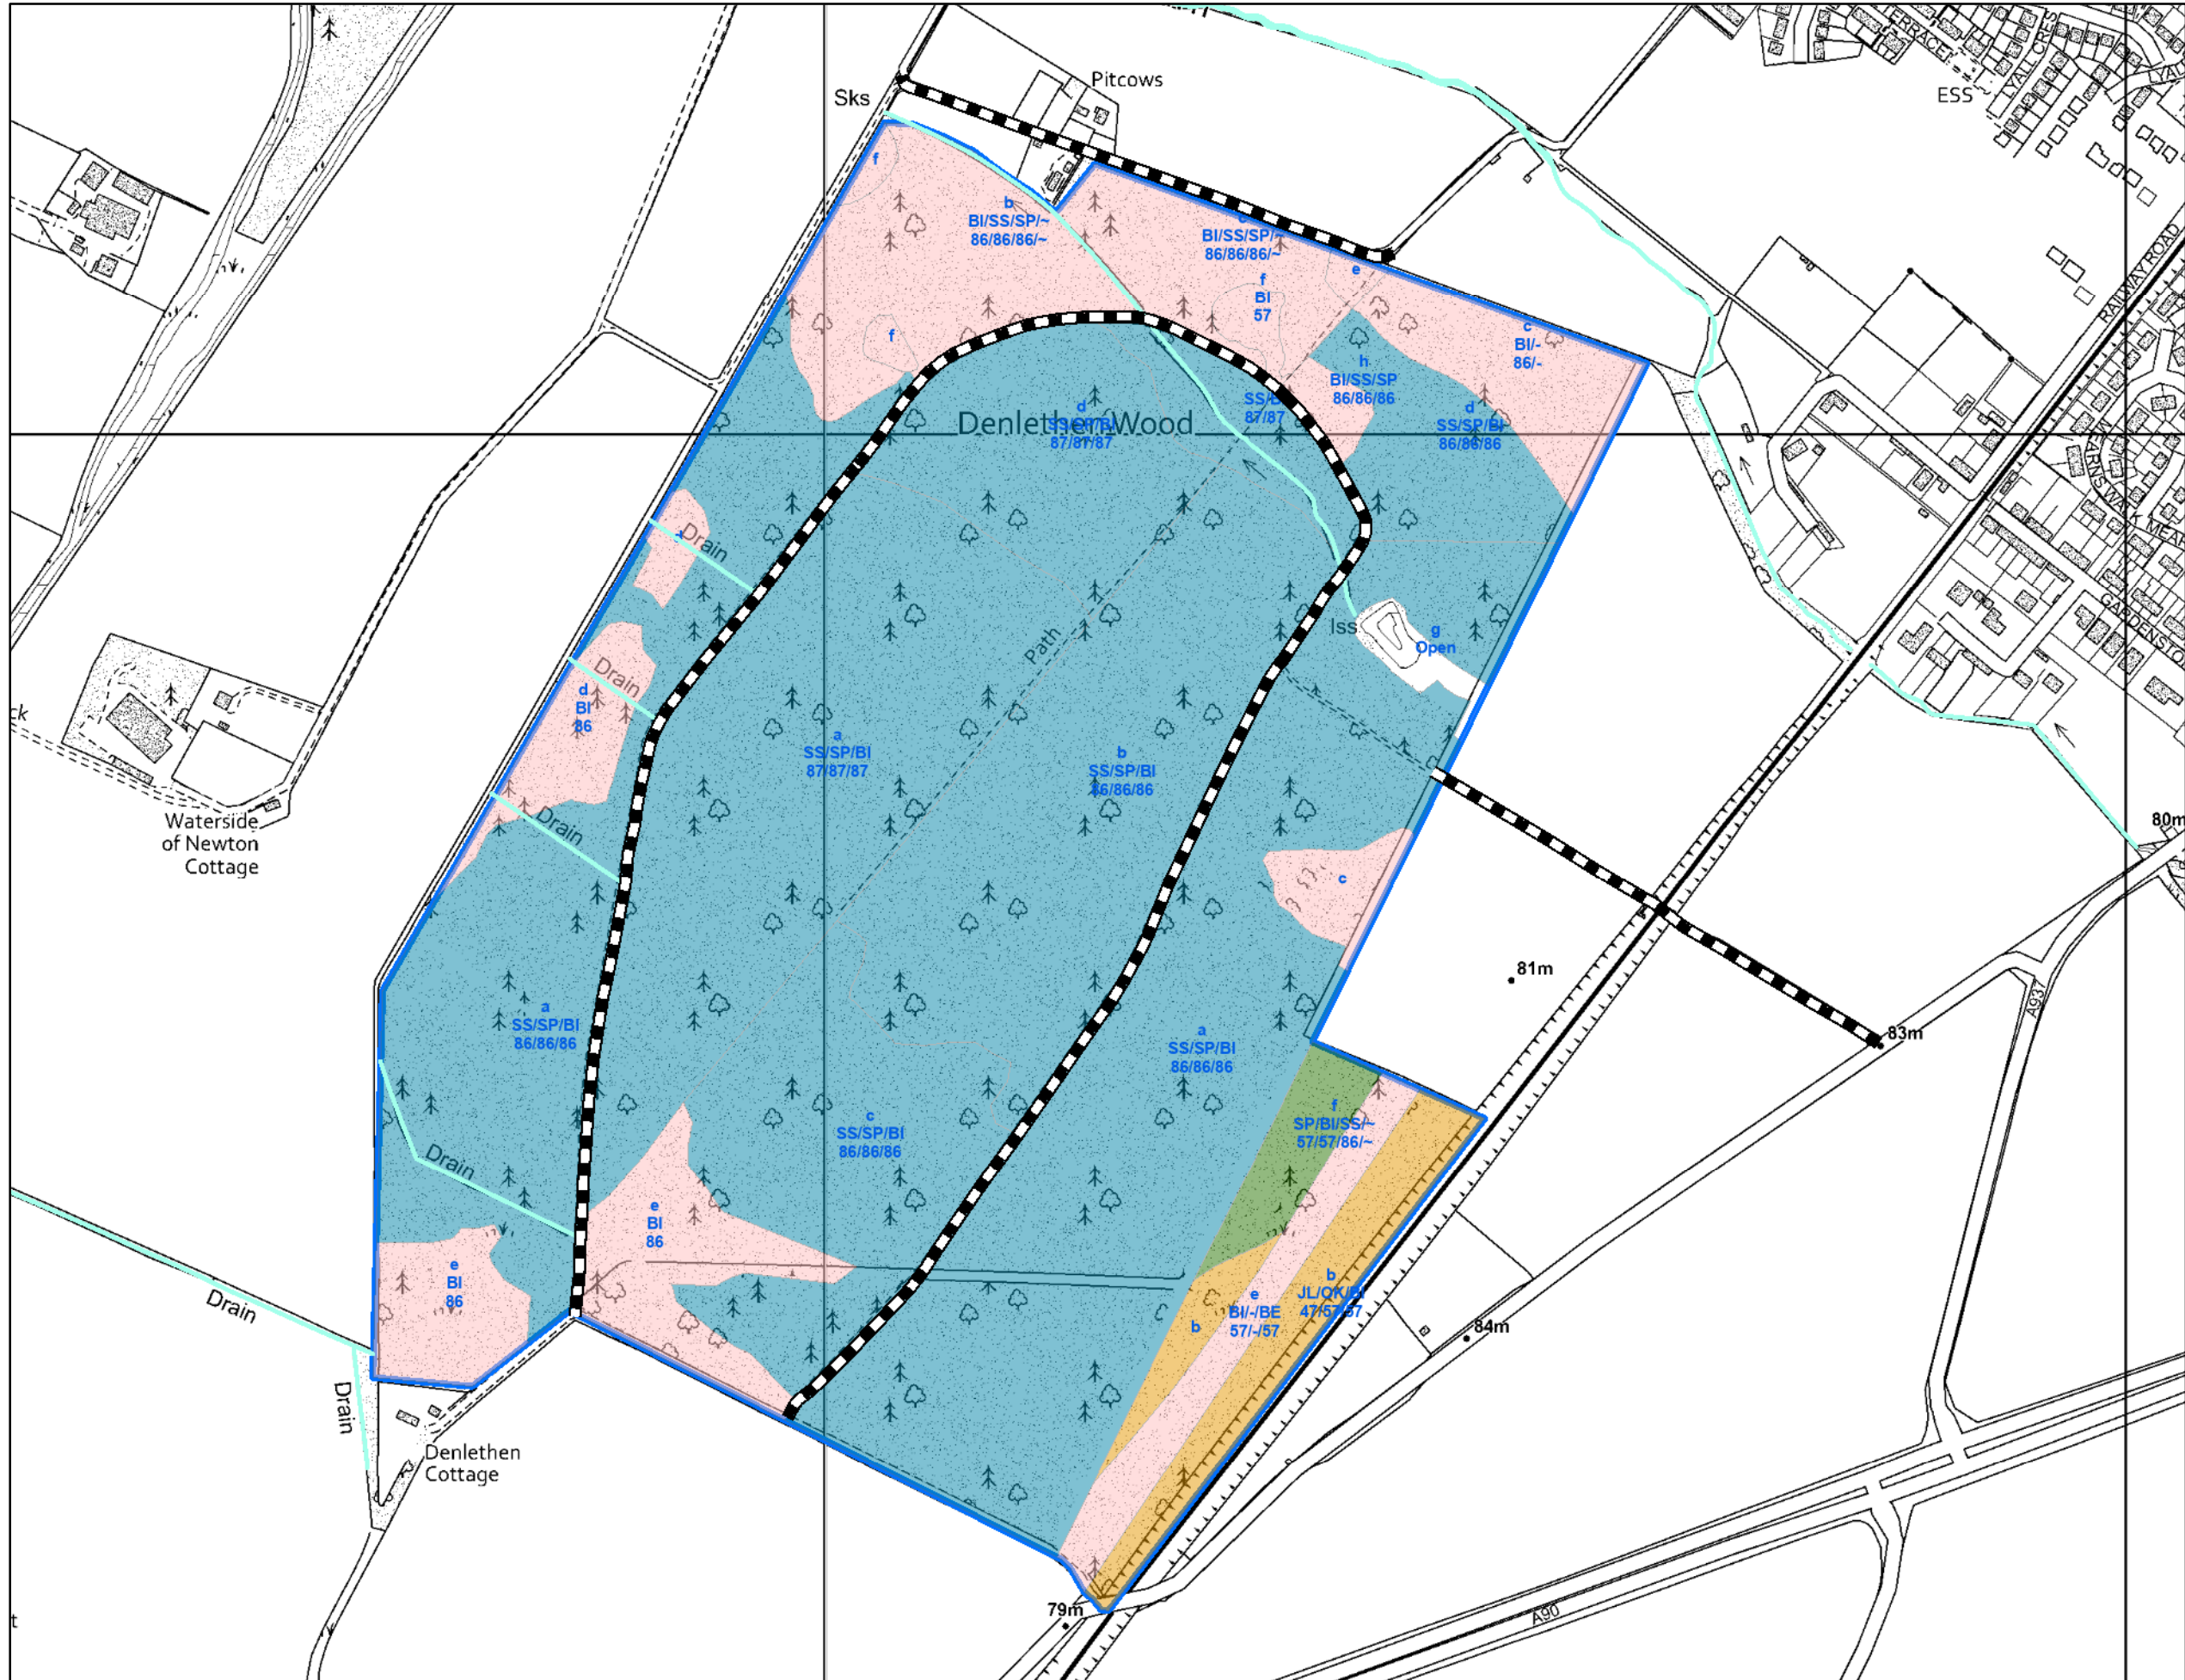 Pitcows
Sks
ESS
RAILWAY ROAD
f
b
BI/SS/SP/~
86/86/86/~
c
BI/SS/SP/~
86/86/86/~
e
f
BI
57
c
BI/-
86/-
f
h
BI/SS/SP
86/86/86
Denlethen Wood
d
SS/SP/BI
87/87/87
87/87
d
SS/SP/BI
86/86/86
Drain
Path
Iss
g
Open
Drain
d
BI
86
a
SS/SP/BI
87/87/87
b
SS/SP/BI
86/86/86
Drain
Waterside
of Newton
Cottage
80m
c
81m
A937
83m
a
SS/SP/BI
86/86/86
a
SS/SP/BI
86/86/86
c
SS/SP/BI
86/86/86
f
SP/BI/SS/~
57/57/86/~
Drain
e
BI
86
e
BI
86
Drain
e
BI/-/BE
57/-/57
b
JL/OK/BI
47/57/57
b
84m
Drain
Denlethen
Cottage
79m
A90